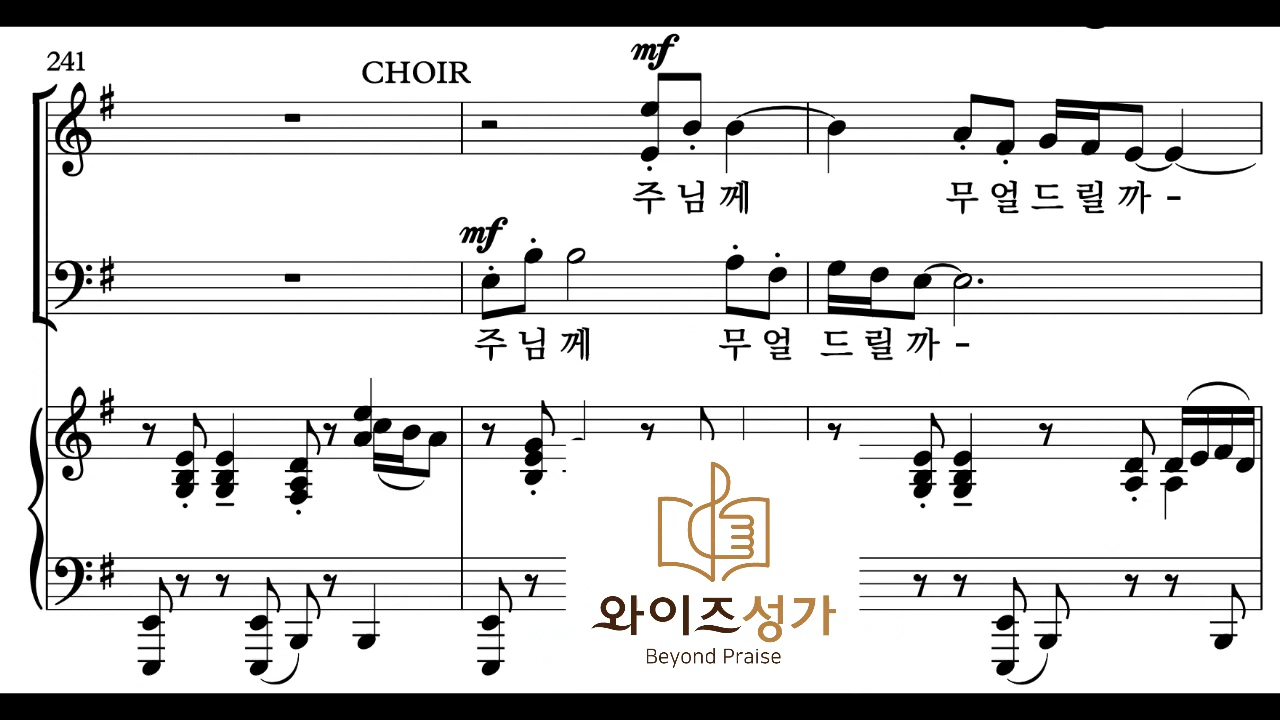 241
CHOIR
mf
주님께 무얼드릴까-
mf
주님께 무얼 드릴까-
와이즈성가
Beyond Praise